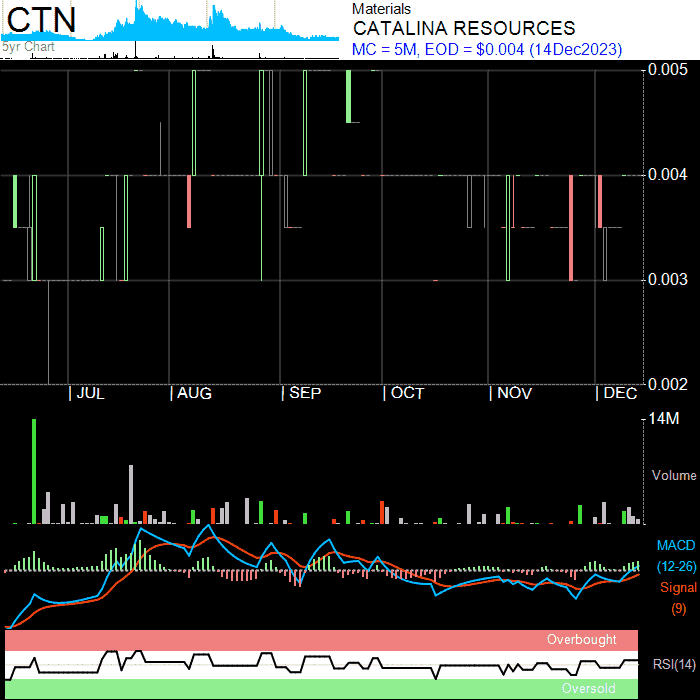 CTN
5yr Chart
Materials
CATALINA RESOURCES
MC = 5M, EOD = $0.004 (14Dec2023)
0.005
0.004
0.003
0.002
| JUL | AUG | SEP | OCT | NOV | DEC
14M
Volume
MACD
(12-26)
Signal
(9)
Overbought
RSI(14)
Oversold